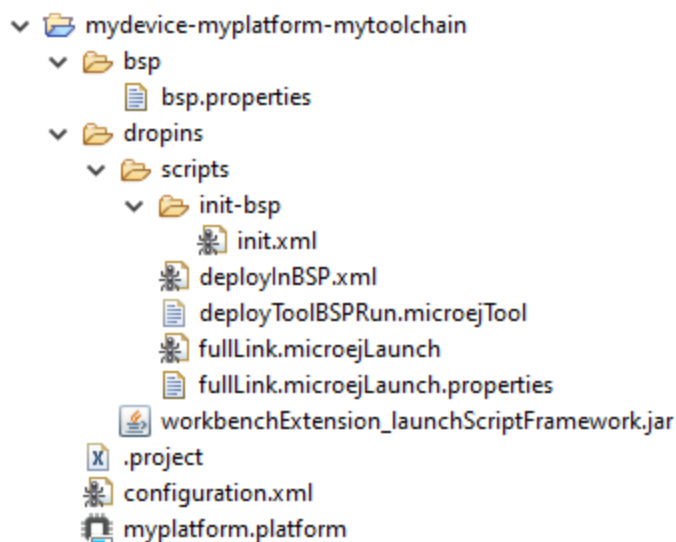 mydevice-myplatform-mytoolchain
bsp
bsp.properties
dropins
scripts
init-bsp
init.xml
deployInBSP.xml
deployToolBSPRun.microejTool
fullLink.microejLaunch
fullLink.microejLaunch.properties
workbenchExtension_launchScriptFramework.jar
.project
configuration.xml
myplatform.platform